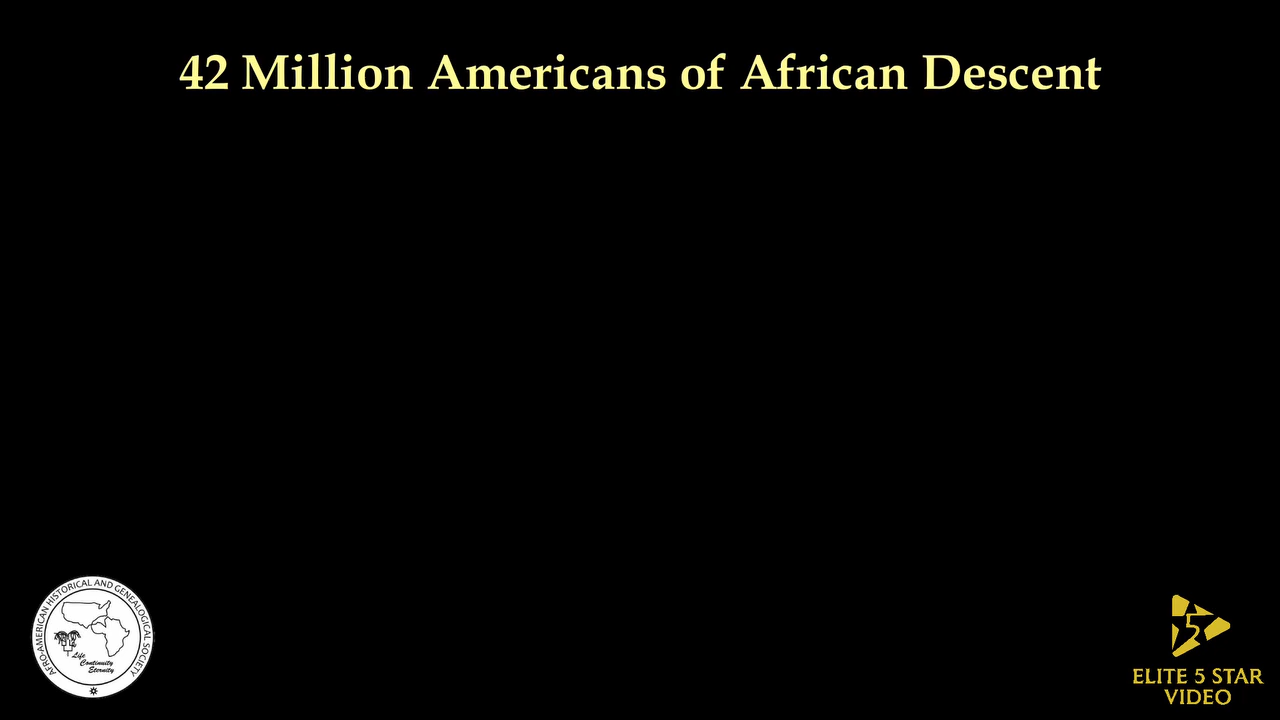 42 Million Americans of African Descent
AFRO-AMERICAN HISTORICAL AND GENEALOGICAL SOCIETY
Life
Continuity
Eternity
5
ELITE 5 STAR
VIDEO